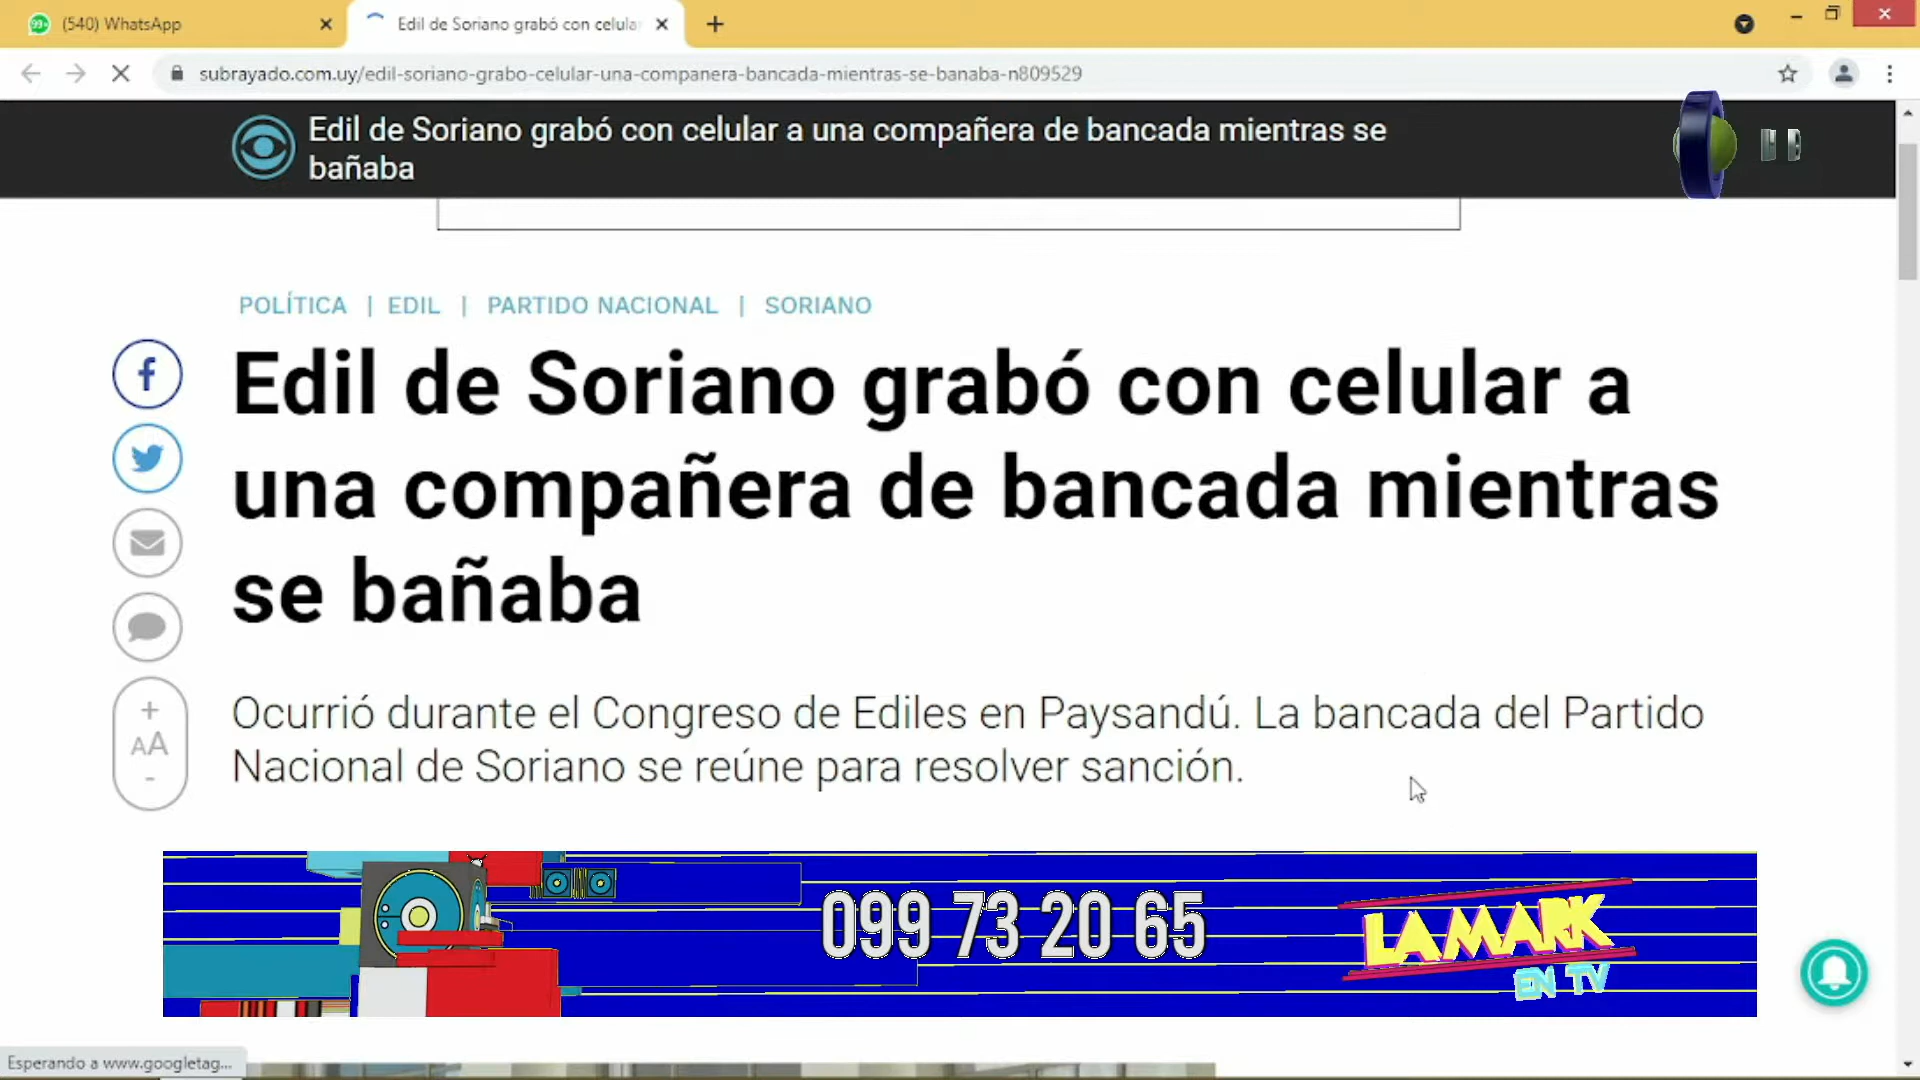 (540) WhatsApp
Edil de Soriano grabó con celula
subrayado.com.uy/edil-soriano-grabo-celular-una-companera-bancada-mientras-se-banaba-n809529
Edil de Soriano grabó con celular a una compañera de bancada mientras se
bañaba
POLÍTICA | EDIL | PARTIDO NACIONAL | SORIANO
Edil de Soriano grabó con celular a
una compañera de bancada mientras
se bañaba
+
AA
-
Ocurrió durante el Congreso de Ediles en Paysandú. La bancada del Partido
Nacional de Soriano se reúne para resolver sanción.
099 73 20 65
LA MARK
EN TV
Esperando a www.googletag...